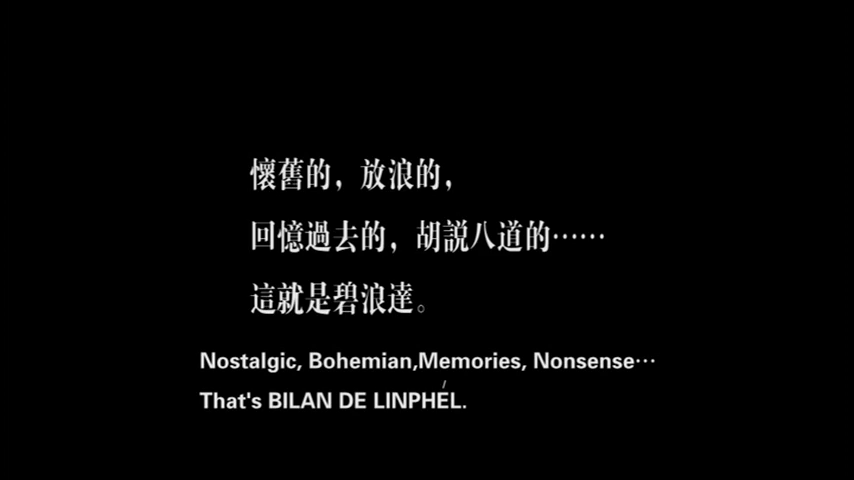 懷舊的，放浪的，
回憶過去的，胡説八道的……
這就是碧浪達。
Nostalgic, Bohemian,Memories, Nonsense…
That's BILAN DE LINPHÉL.